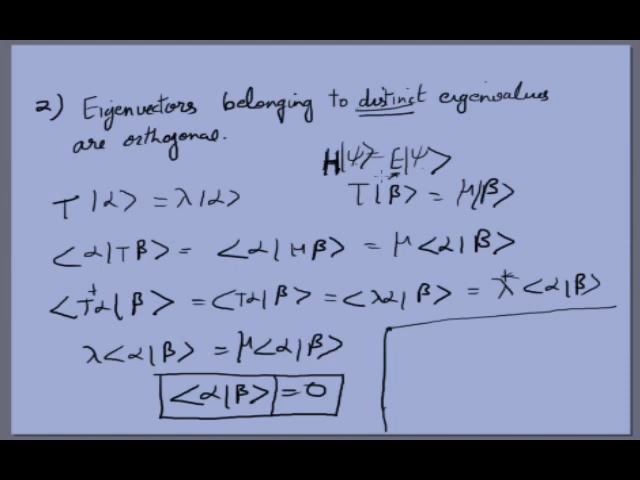 2) Eigenvectors belonging to distinct eigenvalues
are orthogonal.
H|ψ> = E|ψ>
T|α> = λ|α> T|β> = μ|β>
<α|Tβ> = <α|μβ> = μ<α|β>
<T†α|β> = <Tα|β> = <λα|β> = λ*<α|β>
λ<α|β> = μ<α|β>
<α|β> = 0